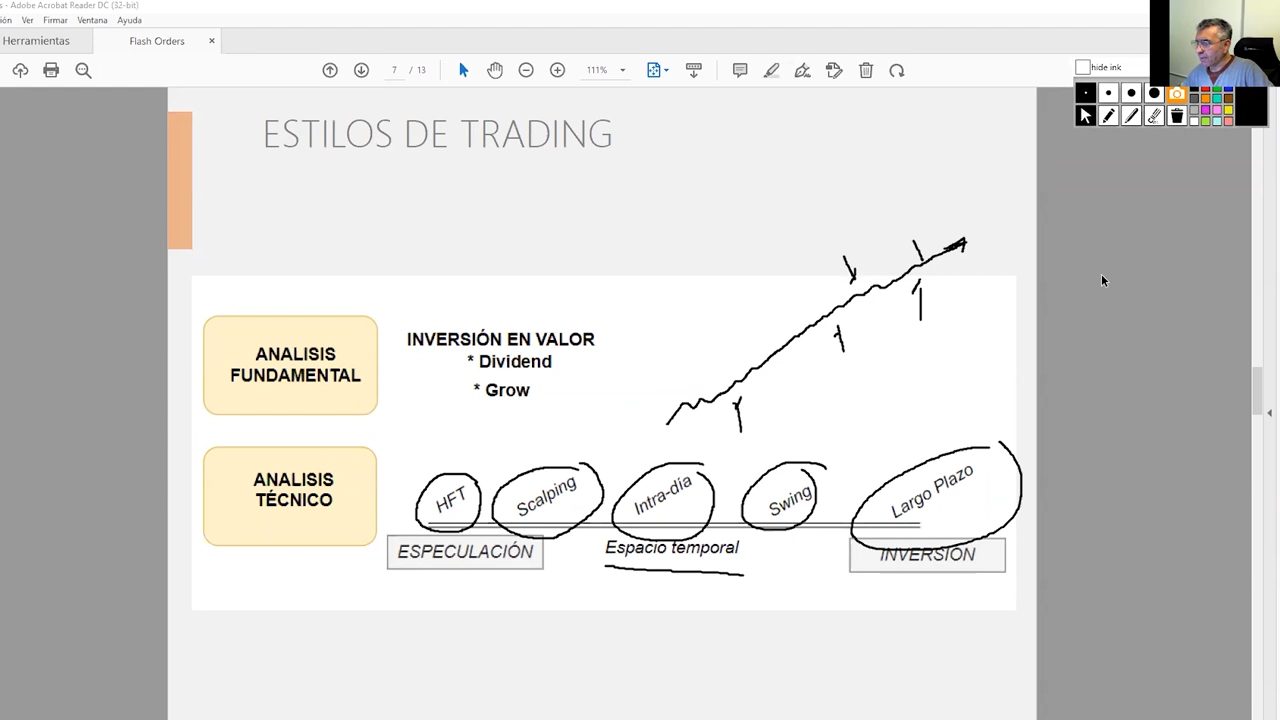 s - Adobe Acrobat Reader DC (32-bit)
ión Ver Firmar Ventana Ayuda
Herramientas Flash Orders ×
7 / 13 111%
hide ink
ESTILOS DE TRADING
ANALISIS
FUNDAMENTAL
INVERSIÓN EN VALOR
* Dividend
* Grow
ANALISIS
TÉCNICO
HFT Scalping Intra-día Swing Largo Plazo
ESPECULACIÓN Espacio temporal INVERSIÓN